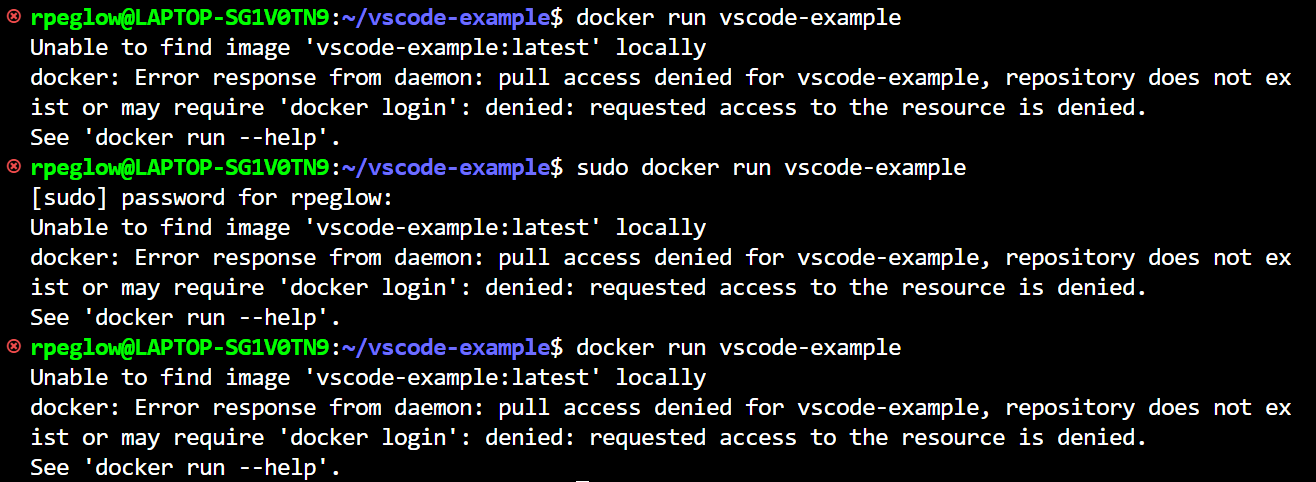 rpeglow@LAPTOP-SG1V0TN9:~/vscode-example$ docker run vscode-example
Unable to find image 'vscode-example:latest' locally
docker: Error response from daemon: pull access denied for vscode-example, repository does not ex
ist or may require 'docker login': denied: requested access to the resource is denied.
See 'docker run --help'.
rpeglow@LAPTOP-SG1V0TN9:~/vscode-example$ sudo docker run vscode-example
[sudo] password for rpeglow:
Unable to find image 'vscode-example:latest' locally
docker: Error response from daemon: pull access denied for vscode-example, repository does not ex
ist or may require 'docker login': denied: requested access to the resource is denied.
See 'docker run --help'.
rpeglow@LAPTOP-SG1V0TN9:~/vscode-example$ docker run vscode-example
Unable to find image 'vscode-example:latest' locally
docker: Error response from daemon: pull access denied for vscode-example, repository does not ex
ist or may require 'docker login': denied: requested access to the resource is denied.
See 'docker run --help'.